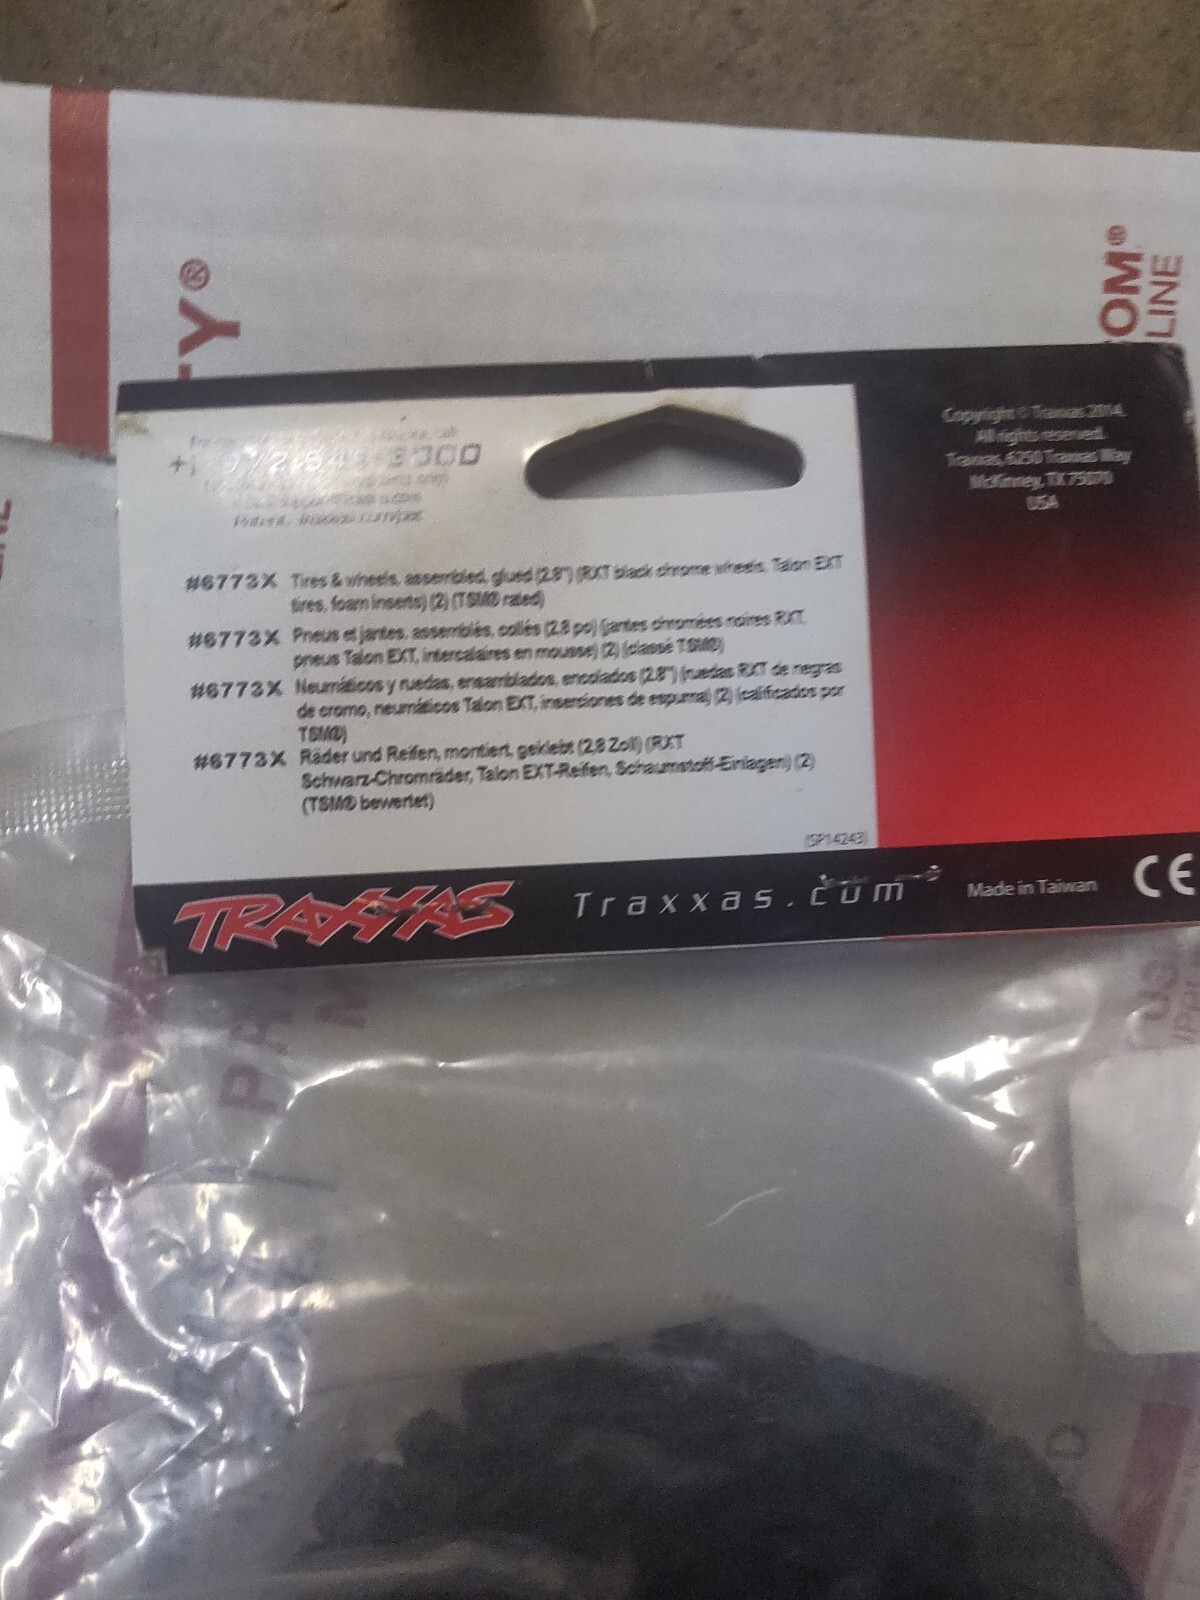 Y®
COM®
LINE
Copyright © Traxxas 2014.
All rights reserved.
Traxxas, 6250 Traxxas Way
McKinney, TX 75070
USA
#6773X Tires & wheels, assembled, glued (2.8") (RXT black chrome wheels, Talon EXT
tires, foam inserts) (2) (TSM® rated)
#6773X Pneus et jantes, assemblés, collés (2.8 po) (jantes chromées noires RXT,
pneus Talon EXT, intercalaires en mousse) (2) (classé TSM®)
#6773X Neumáticos y ruedas, ensamblados, encolados (2.8") (ruedas RXT de negras
de cromo, neumáticos Talon EXT, inserciones de espuma) (2) (calificados por
TSM®)
#6773X Räder und Reifen, montiert, geklebt (2,8 Zoll) (RXT
Schwarz-Chromräder, Talon EXT-Reifen, Schaumstoff-Einlagen) (2)
(TSM® bewertet)
(SP14243)
TRAXXAS Traxxas.com Made in Taiwan CE